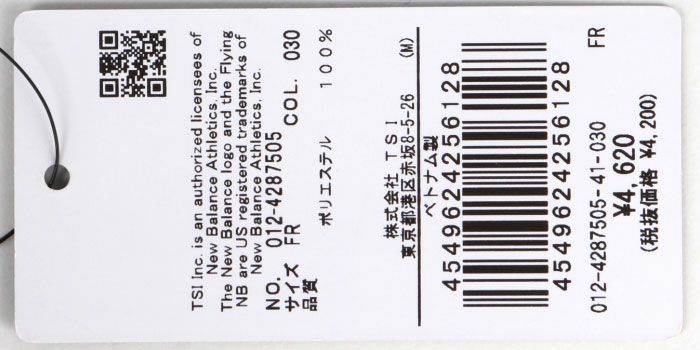 TSI Inc. is an authorized licensees of
New Balance Athletics, Inc.
The New Balance logo and the Flying
NB are US registered trademarks of
New Balance Athletics, Inc.
NO. 012-4287505 COL. 030
サイズ FR
品質 ポリエステル 100%
株式会社 TSI
東京都港区赤坂8-5-26 (M)
ベトナム製
4549624256128
4549624256128
FR
012-4287505-41-030
¥4,620
(税抜価格 ¥4,200)